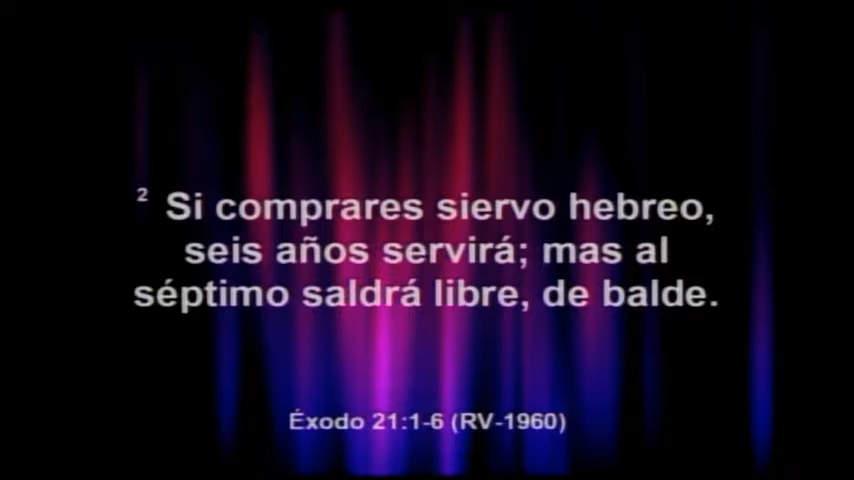 2 Si comprares siervo hebreo,
seis años servirá; mas al
séptimo saldrá libre, de balde.
Éxodo 21:1-6 (RV-1960)